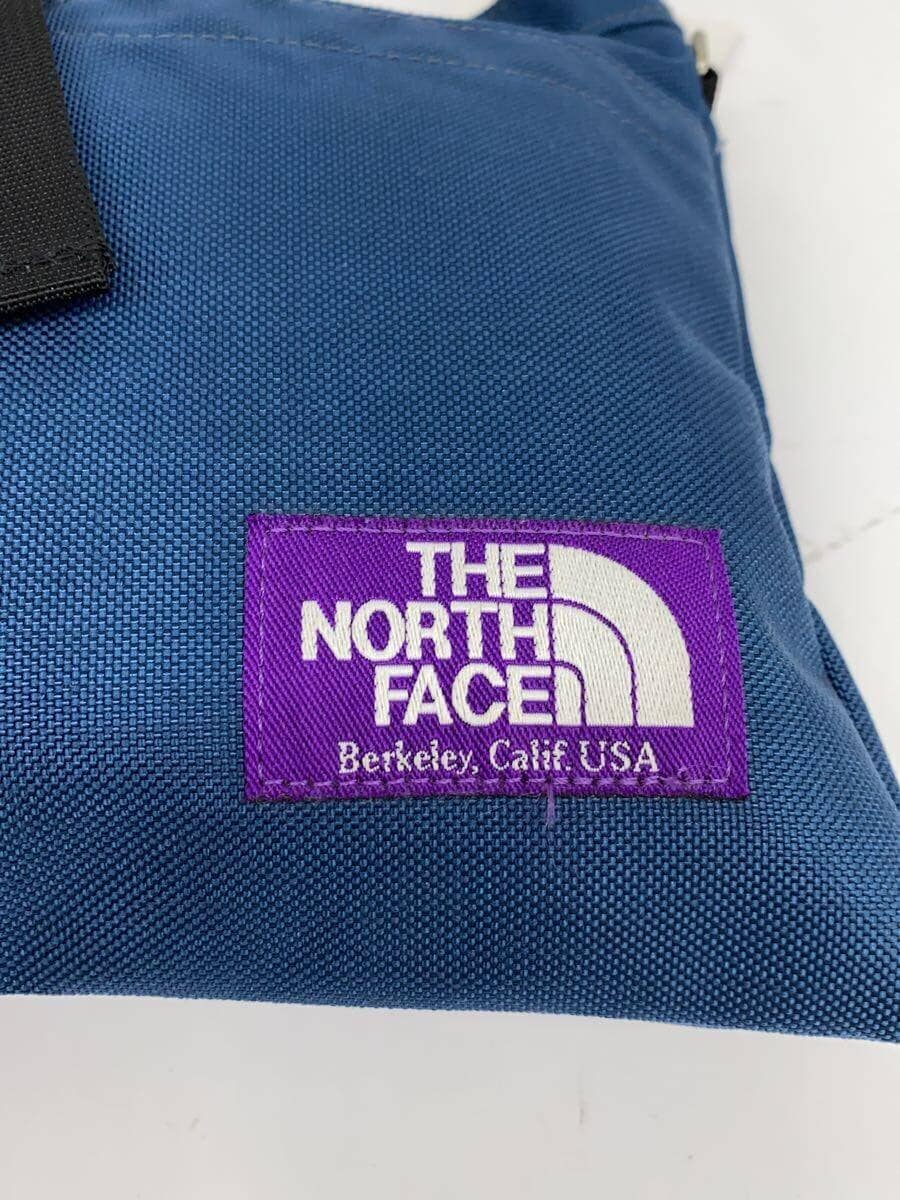 THE
NORTH
FACE
Berkeley, Calif. USA